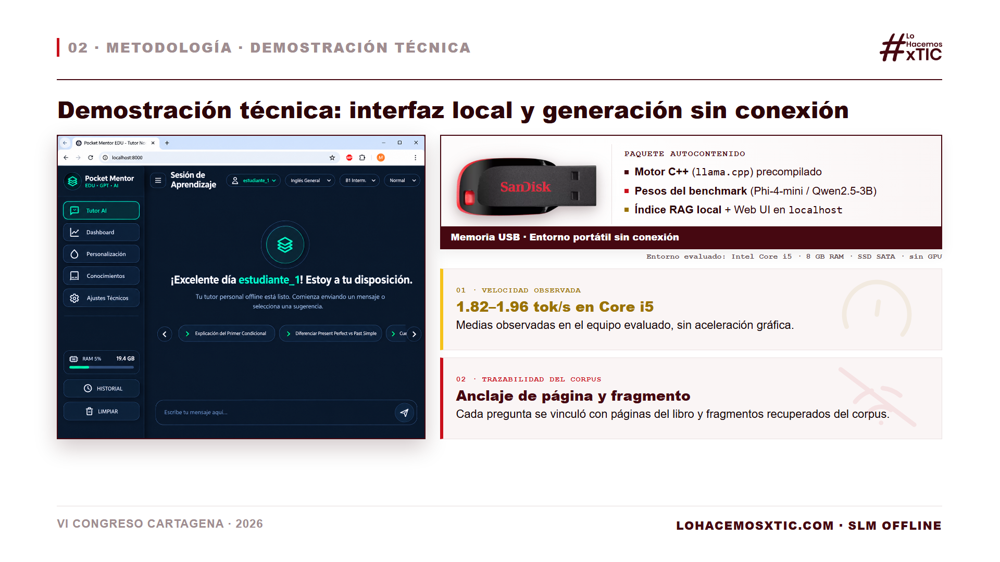 02 · METODOLOGÍA · DEMOSTRACIÓN TÉCNICA
#Lo
Hacemos
xTIC
Demostración técnica: interfaz local y generación sin conexión
Pocket Mentor EDU - Tutor No
localhost:8000
ABP
M
Pocket Mentor
EDU • GPT • AI
Sesión de
Aprendizaje
estudiante_1
Inglés General
B1 Interm.
Normal
Tutor AI
Dashboard
Personalización
Conocimientos
Ajustes Técnicos
RAM 5% 19.4 GB
HISTORIAL
LIMPIAR
¡Excelente día estudiante_1! Estoy a tu disposición.
Tu tutor personal offline está listo. Comienza enviando un mensaje o
selecciona una sugerencia.
Explicación del Primer Condicional
Diferenciar Present Perfect vs Past Simple
Cue
Escribe tu mensaje aquí...
SanDisk
PAQUETE AUTOCONTENIDO
Motor C++ (llama.cpp) precompilado
Pesos del benchmark (Phi-4-mini / Qwen2.5-3B)
Índice RAG local + Web UI en localhost
Memoria USB · Entorno portátil sin conexión
Entorno evaluado: Intel Core i5 · 8 GB RAM · SSD SATA · sin GPU
01 · VELOCIDAD OBSERVADA
1.82–1.96 tok/s en Core i5
Medias observadas en el equipo evaluado, sin aceleración gráfica.
02 · TRAZABILIDAD DEL CORPUS
Anclaje de página y fragmento
Cada pregunta se vinculó con páginas del libro y fragmentos recuperados del corpus.
VI CONGRESO CARTAGENA · 2026
LOHACEMOSXTIC.COM · SLM OFFLINE